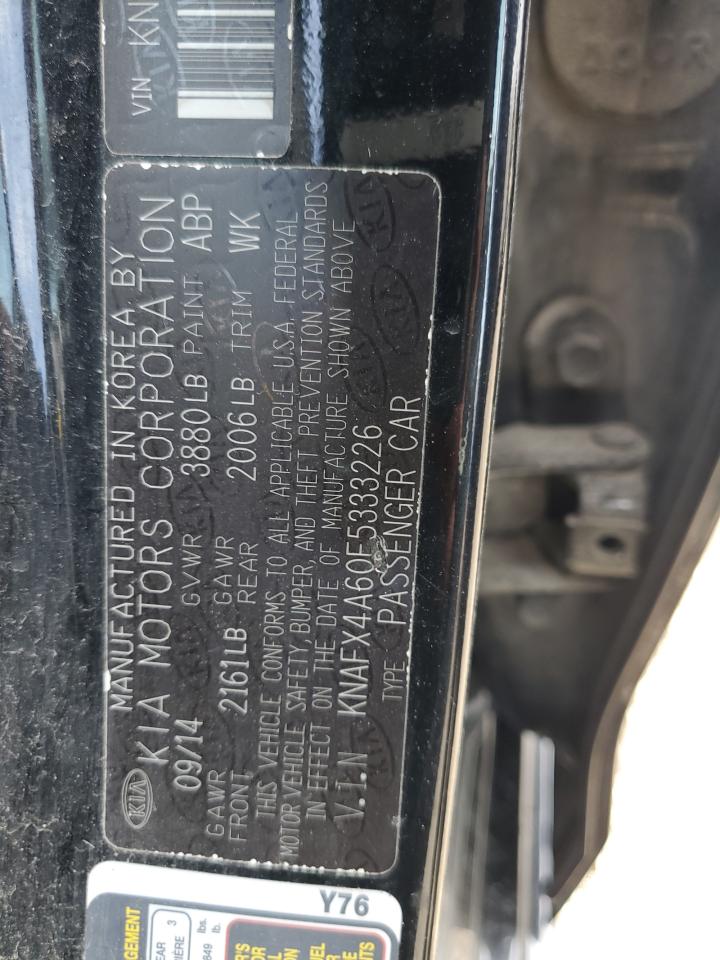 VIN KN
MANUFACTURED IN KOREA BY
KIA KIA MOTORS CORPORATION
09/14 GVWR 3880LB PAINT ABP
GAWR FRONT 2161LB GAWR REAR 2006LB TRIM WK
THIS VEHICLE CONFORMS TO ALL APPLICABLE U.S.A. FEDERAL
MOTOR VEHICLE SAFETY BUMPER, AND THEFT PREVENTION STANDARDS
IN EFFECT ON THE DATE OF MANUFACTURE SHOWN ABOVE
V.I.N KNAFX4A60F5333226
TYPE PASSENGER CAR
Y76